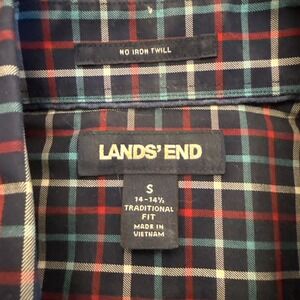 NO IRON TWILL
LANDS' END
S
14-14½
TRADITIONAL
FIT
MADE IN
VIETNAM